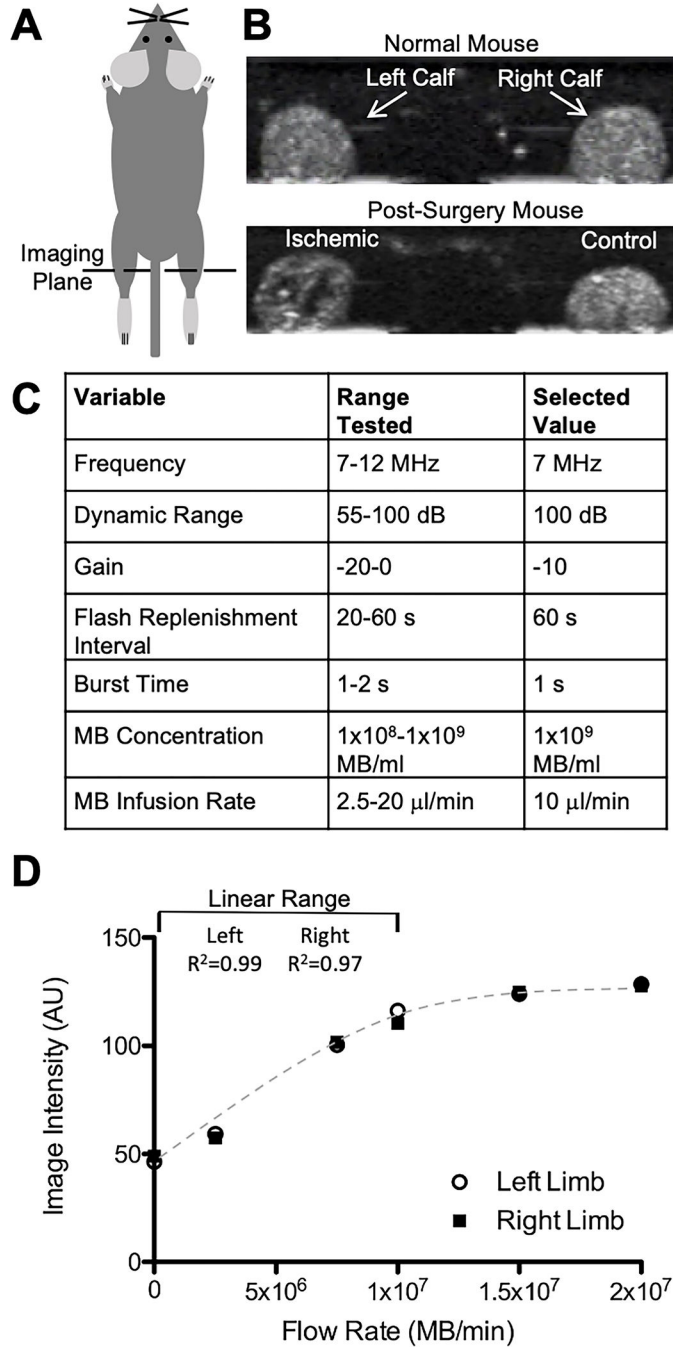 A
Imaging
Plane
B
Normal Mouse
Left Calf
Right Calf
Post-Surgery Mouse
Ischemic
Control
C
Variable
Range
Tested
Selected
Value
Frequency
7-12 MHz
7 MHz
Dynamic Range
55-100 dB
100 dB
Gain
-20-0
-10
Flash Replenishment
Interval
20-60 s
60 s
Burst Time
1-2 s
1 s
MB Concentration
1x10⁸-1x10⁹
MB/ml
1x10⁹
MB/ml
MB Infusion Rate
2.5-20 μl/min
10 μl/min
D
Linear Range
Left
R²=0.99
Right
R²=0.97
Image Intensity (AU)
150
100
50
0
Left Limb
Right Limb
0
5x10⁶
1x10⁷
1.5x10⁷
2x10⁷
Flow Rate (MB/min)